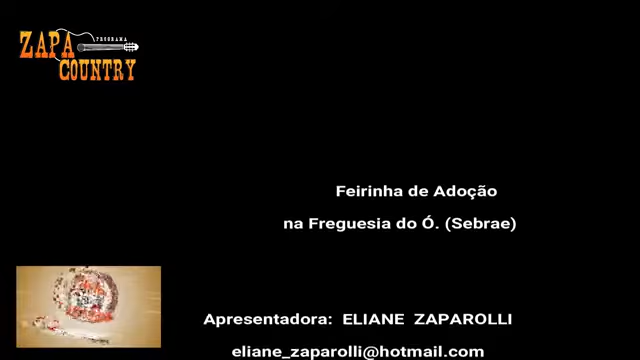 PROGRAMA
ZAPA
COUNTRY
Feirinha de Adoção
na Freguesia do Ó. (Sebrae)
Apresentadora: ELIANE ZAPAROLLI
eliane_zaparolli@hotmail.com